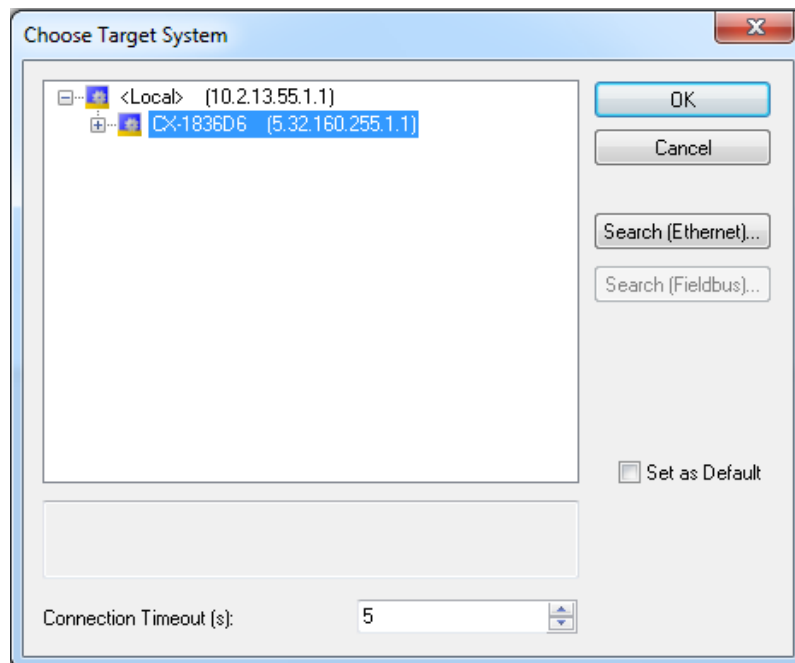 Choose Target System
<Local> (10.2.13.55.1.1)
CX-1836D6 (5.32.160.255.1.1)
OK
Cancel
Search (Ethernet)...
Search (Fieldbus)...
Set as Default
Connection Timeout (s): 5